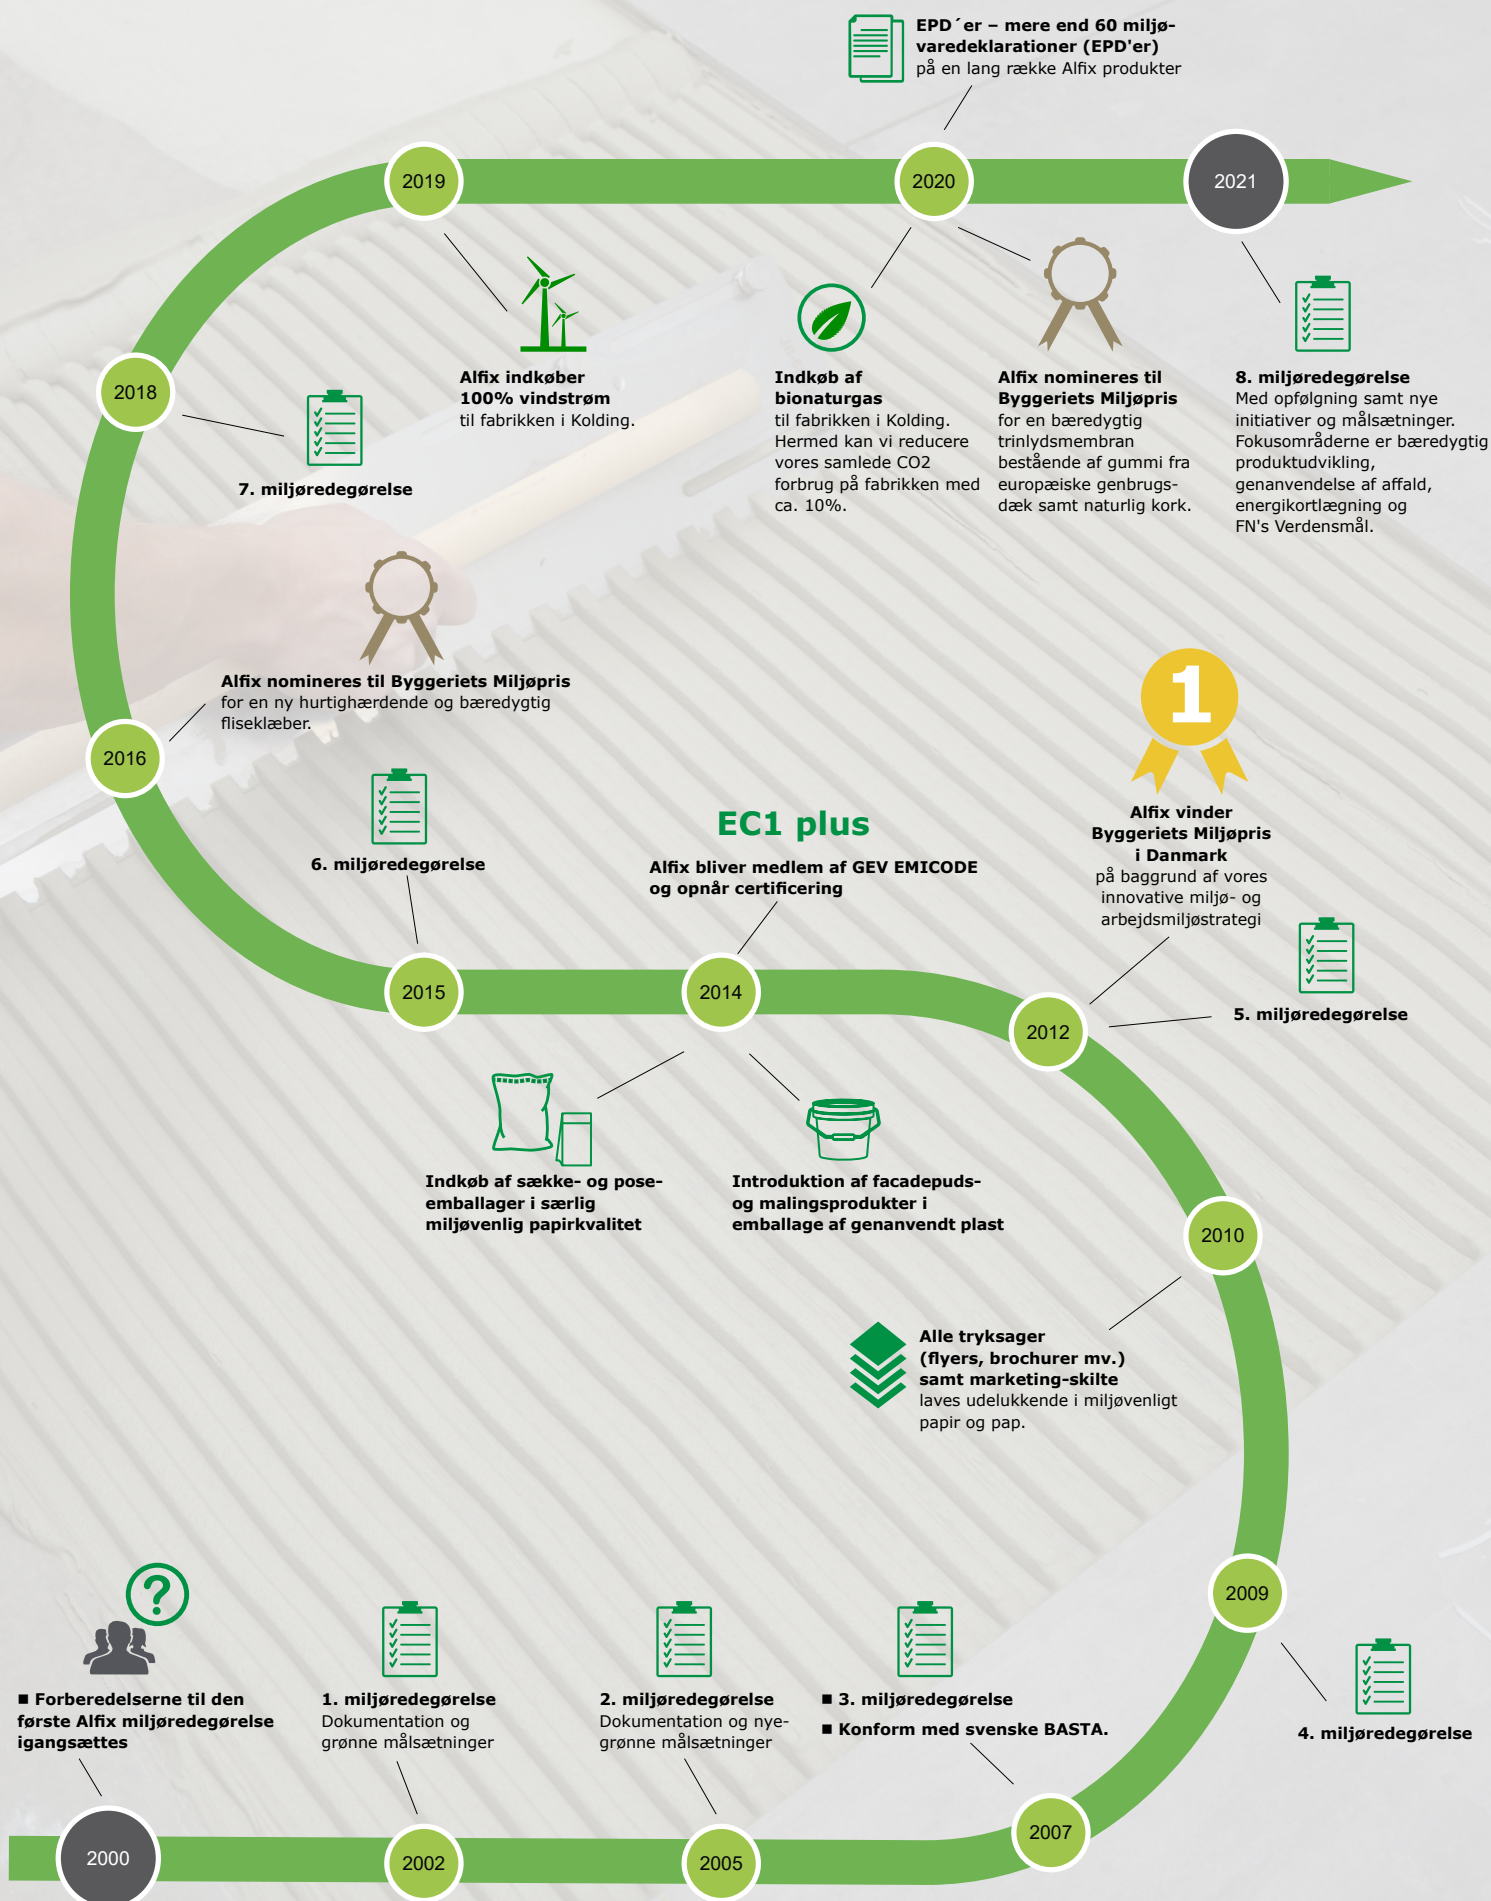 EPD´er – mere end 60 miljø-
varedeklarationer (EPD'er)
på en lang række Alfix produkter
2019
2020
2021
2018
Alfix indkøber
100% vindstrøm
til fabrikken i Kolding.
Indkøb af
bionaturgas
til fabrikken i Kolding.
Hermed kan vi reducere
vores samlede CO2
forbrug på fabrikken med
ca. 10%.
Alfix nomineres til
Byggeriets Miljøpris
for en bæredygtig
trinlydsmembran
bestående af gummi fra
europæiske genbrugs-
dæk samt naturlig kork.
8. miljøredegørelse
Med opfølgning samt nye
initiativer og målsætninger.
Fokusområderne er bæredygtig
produktudvikling,
genanvendelse af affald,
energikortlægning og
FN's Verdensmål.
7. miljøredegørelse
Alfix nomineres til Byggeriets Miljøpris
for en ny hurtighærdende og bæredygtig
fliseklæber.
2016
1
Alfix vinder
Byggeriets Miljøpris
i Danmark
på baggrund af vores
innovative miljø- og
arbejdsmiljøstrategi
6. miljøredegørelse
EC1 plus
Alfix bliver medlem af GEV EMICODE
og opnår certificering
5. miljøredegørelse
2015
2014
2012
Indkøb af sække- og pose-
emballager i særlig
miljøvenlig papirkvalitet
Introduktion af facadepuds-
og malingsprodukter i
emballage af genanvendt plast
2010
Alle tryksager
(flyers, brochurer mv.)
samt marketing-skilte
laves udelukkende i miljøvenligt
papir og pap.
2009
?
■ Forberedelserne til den
første Alfix miljøredegørelse
igangsættes
1. miljøredegørelse
Dokumentation og
grønne målsætninger
2. miljøredegørelse
Dokumentation og nye-
grønne målsætninger
■ 3. miljøredegørelse
■ Konform med svenske BASTA.
4. miljøredegørelse
2000
2002
2005
2007